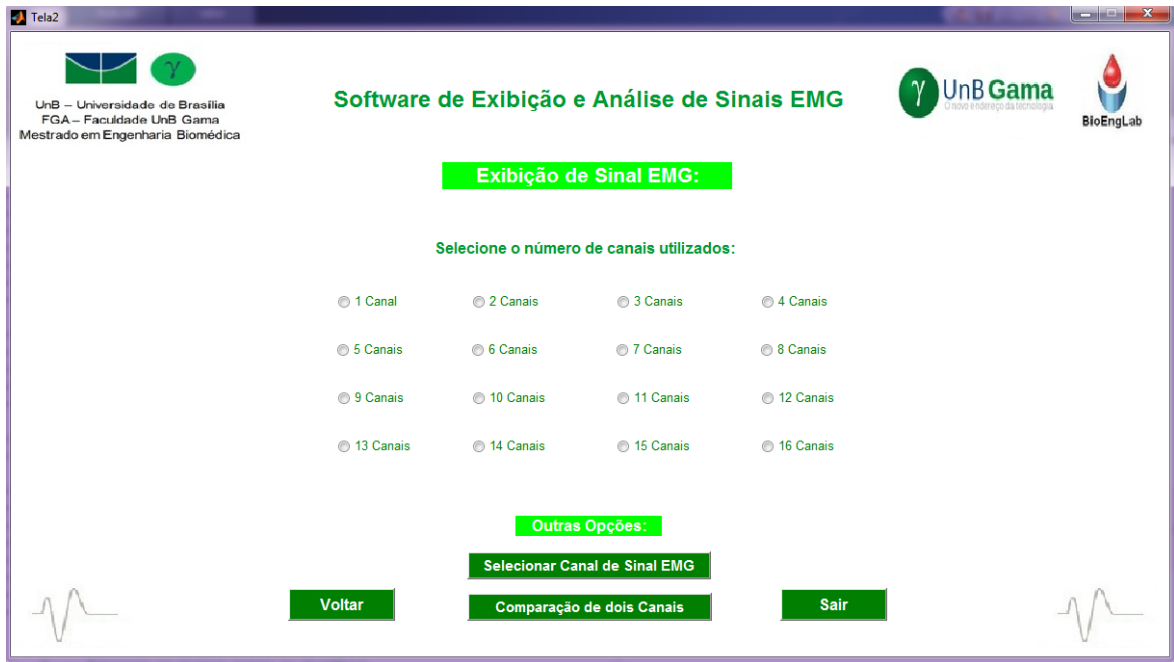 Tela2
UnB – Universidade de Brasília
FGA – Faculdade UnB Gama
Mestrado em Engenharia Biomédica
Software de Exibição e Análise de Sinais EMG
γ UnB Gama
O novo endereço da tecnologia
BioEngLab
Exibição de Sinal EMG:
Selecione o número de canais utilizados:
1 Canal 2 Canais 3 Canais 4 Canais
5 Canais 6 Canais 7 Canais 8 Canais
9 Canais 10 Canais 11 Canais 12 Canais
13 Canais 14 Canais 15 Canais 16 Canais
Outras Opções:
Selecionar Canal de Sinal EMG
Voltar Comparação de dois Canais Sair